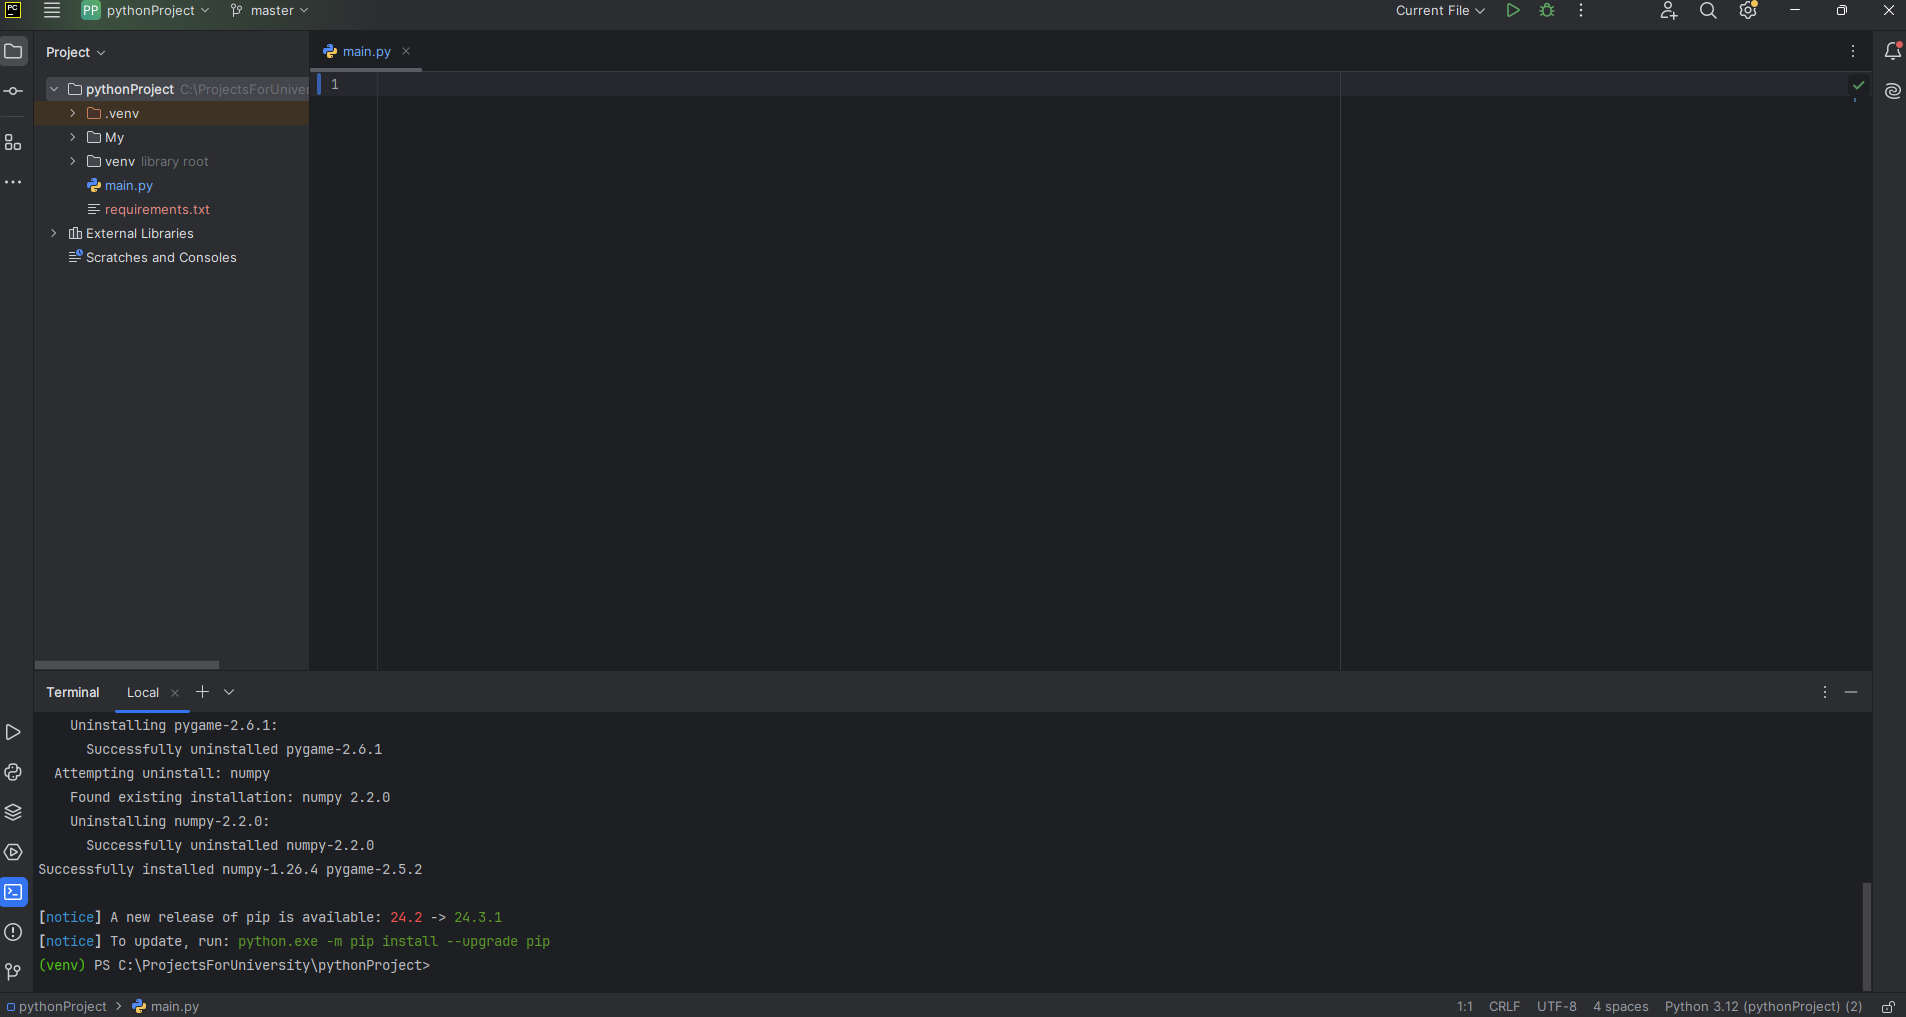 PC
PP pythonProject master Current File
Project
main.py
pythonProject C:\ProjectsForUniver
1
.venv
My
venv library root
main.py
requirements.txt
External Libraries
Scratches and Consoles
Terminal Local
Uninstalling pygame-2.6.1:
Successfully uninstalled pygame-2.6.1
Attempting uninstall: numpy
Found existing installation: numpy 2.2.0
Uninstalling numpy-2.2.0:
Successfully uninstalled numpy-2.2.0
Successfully installed numpy-1.26.4 pygame-2.5.2
[notice] A new release of pip is available: 24.2 -> 24.3.1
[notice] To update, run: python.exe -m pip install --upgrade pip
(venv) PS C:\ProjectsForUniversity\pythonProject>
pythonProject > main.py 1:1 CRLF UTF-8 4 spaces Python 3.12 (pythonProject) (2)